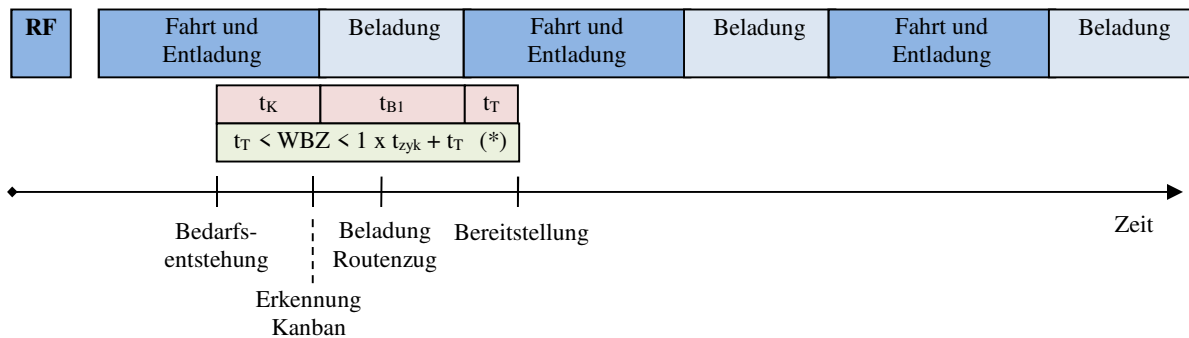 RF
Fahrt und
Entladung
Beladung
Fahrt und
Entladung
Beladung
Fahrt und
Entladung
Beladung
tK
tB1
tT
tT < WBZ < 1 x tzyk + tT (*)
Bedarfs-
entstehung
Erkennung
Kanban
Beladung
Routenzug
Bereitstellung
Zeit